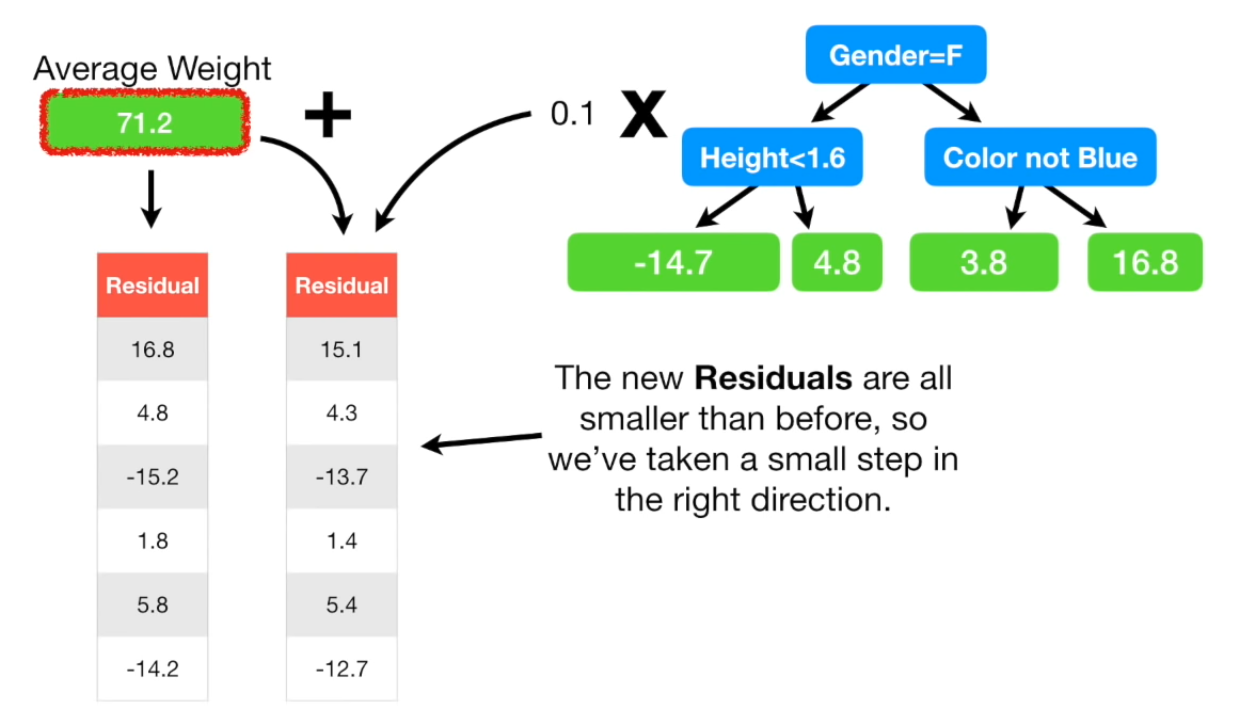 Average Weight
71.2
+
0.1 X
Gender=F
Height<1.6
Color not Blue
-14.7
4.8
3.8
16.8
Residual
16.8
4.8
-15.2
1.8
5.8
-14.2
Residual
15.1
4.3
-13.7
1.4
5.4
-12.7
The new Residuals are all
smaller than before, so
we’ve taken a small step in
the right direction.